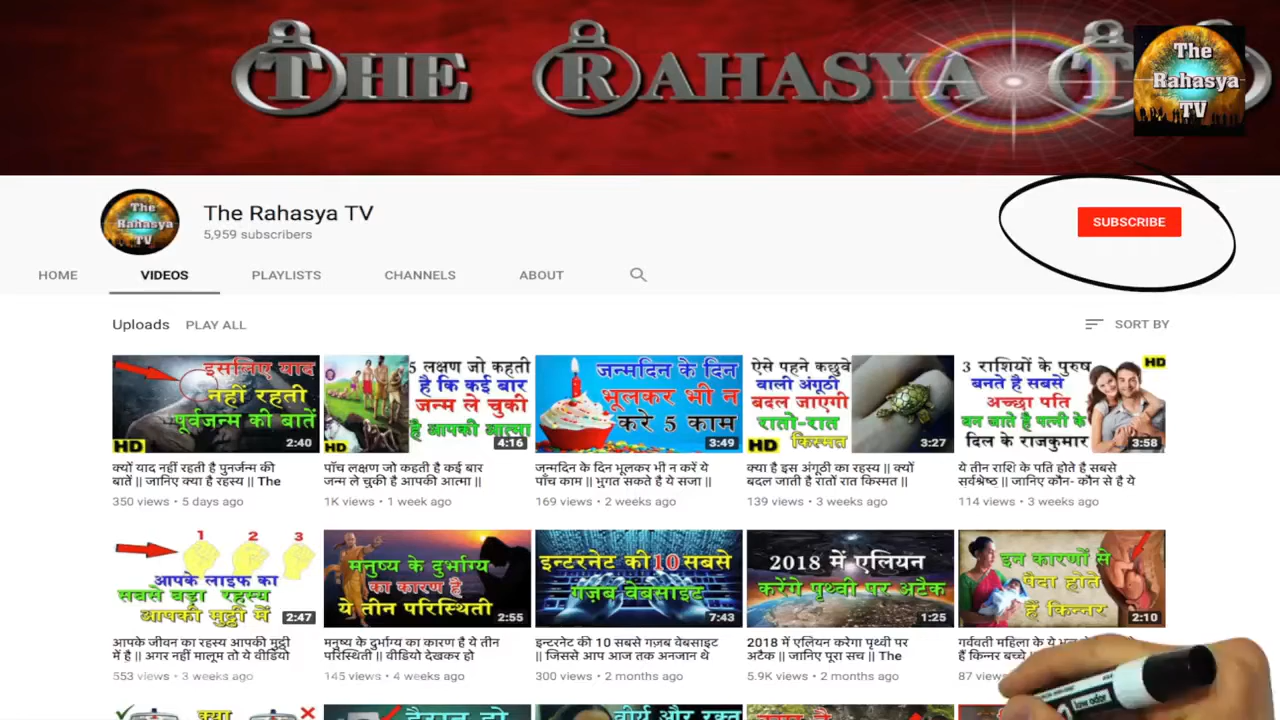 THE RAHASYA
The
Rahasya
TV
The
Rahasya
TV
The Rahasya TV
5,959 subscribers
SUBSCRIBE
HOME VIDEOS PLAYLISTS CHANNELS ABOUT
Uploads PLAY ALL SORT BY
इसलिए याद
नहीं रहती
पूर्वजन्म की बातें
HD 2:40
5 लक्षण जो कहती
है कि कई बार
जन्म ले चुकी
है आपकी आत्मा
HD 4:16
जन्मदिन के दिन
भूलकर भी न
करे 5 काम
3:49
ऐसे पहने कछुवे
वाली अंगूठी
बदल जाएगी
रातो-रात
HD किस्मत
3:27
3 राशियों के पुरुष HD
बनते है सबसे
अच्छा पति
बन जाते है पत्नी के
दिल के राजकुमार
3:58
क्यों याद नहीं रहती है पुनर्जन्म की
बातें || जानिए क्या है रहस्य || The
350 views • 5 days ago
पाँच लक्षण जो कहती है कई बार
जन्म ले चुकी है आपकी आत्मा ||
1K views • 1 week ago
जन्मदिन के दिन भूलकर भी न करें ये
पाँच काम || भुगत सकते है ये सजा ||
169 views • 2 weeks ago
क्या है इस अंगूठी का रहस्य || क्यों
बदल जाती है रातों रात किस्मत ||
139 views • 3 weeks ago
ये तीन राशि के पति होते है सबसे
सर्वश्रेष्ठ || जानिए कौन- कौन से है ये
114 views • 3 weeks ago
1 2 3
आपके लाइफ का
सबसे बड़ा रहस्य
आपकी मुट्ठी में
2:47
मनुष्य के दुर्भाग्य
का कारण है
ये तीन परिस्थिती
2:55
इन्टरनेट की 10 सबसे
गज़ब वेबसाइट
7:43
2018 में एलियन
करेंगे पृथ्वी पर अटैक
1:25
इन कारणों से
पैदा होते
हैं किन्नर
2:10
आपके जीवन का रहस्य आपकी मुट्ठी
में है || अगर नहीं मालूम तो ये वीडियो
553 views • 3 weeks ago
मनुष्य के दुर्भाग्य का कारण है ये तीन
परिस्थिती || वीडियो देखकर हो
145 views • 4 weeks ago
इन्टरनेट की 10 सबसे गज़ब वेबसाइट
|| जिससे आप आज तक अनजान थे
300 views • 2 months ago
2018 में एलियन करेगा पृथ्वी पर
अटैक || जानिए पूरा सच || The
5.9K views • 2 months ago
गर्ववती महिला के ये
हैं किन्नर बच्चे
87 views
क्या
हैरान हो
वीर्य और रक्त
low odor